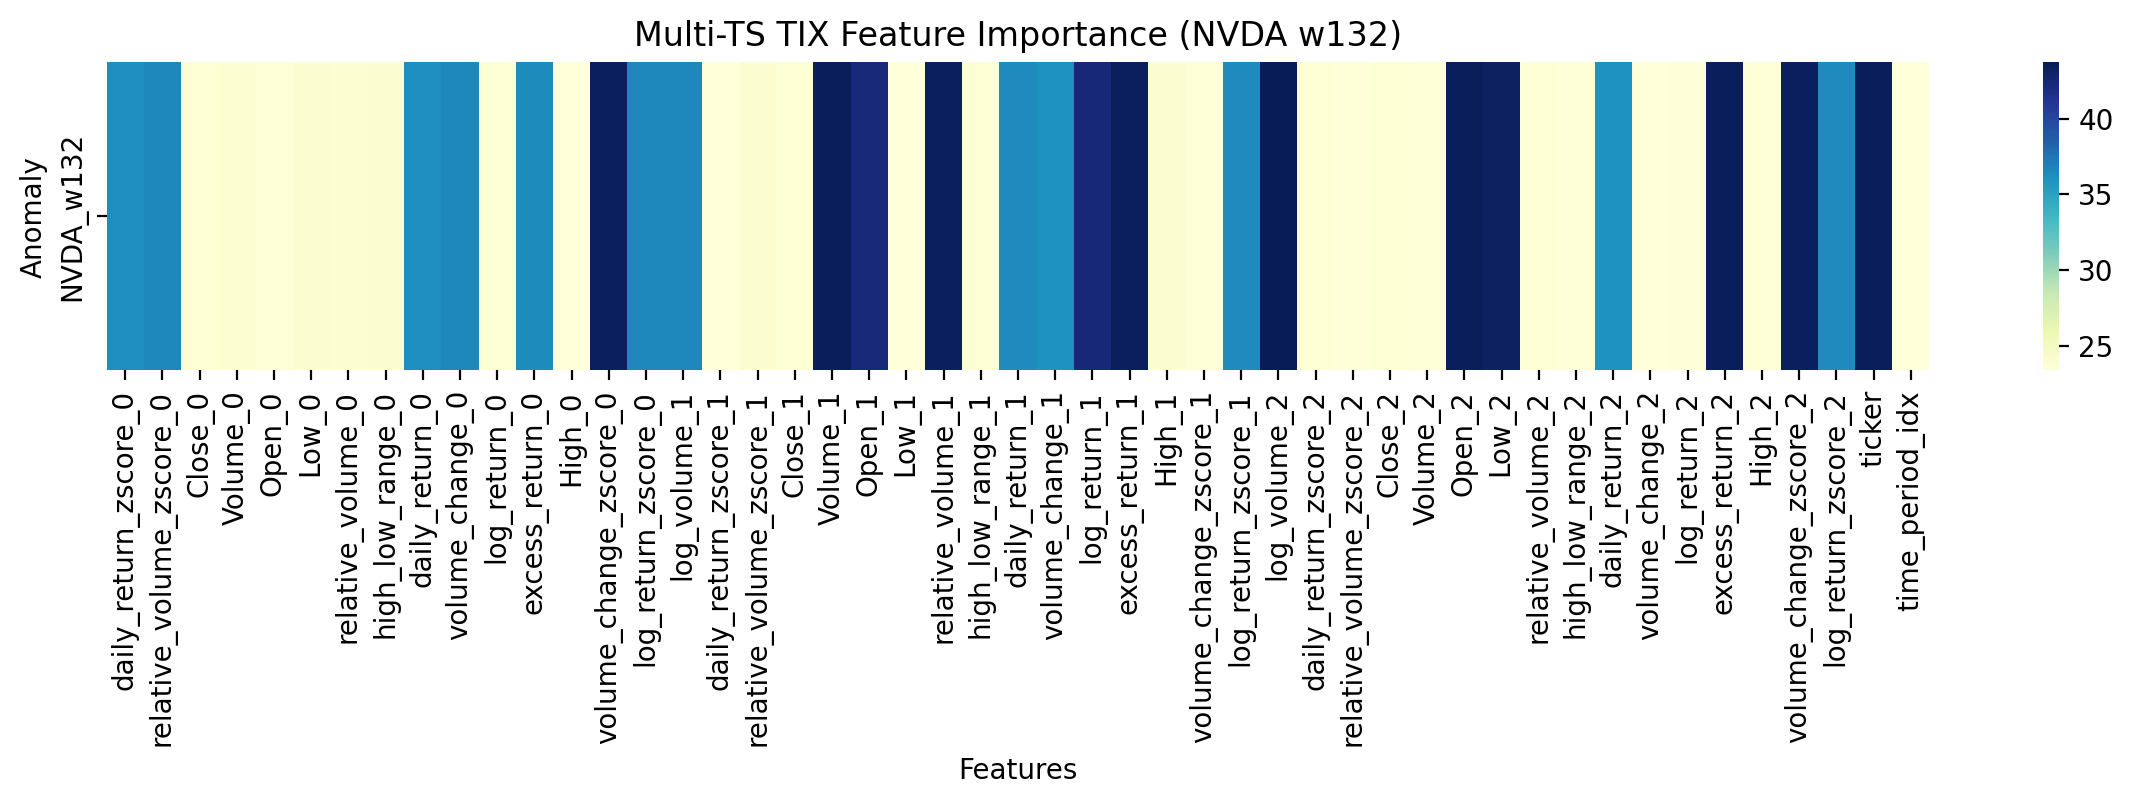 Multi-TS TIX Feature Importance (NVDA w132)
Anomaly
NVDA_w132
40
35
30
25
daily_return_zscore_0
relative_volume_zscore_0
Close_0
Volume_0
Open_0
Low_0
relative_volume_0
high_low_range_0
daily_return_0
volume_change_0
log_return_0
excess_return_0
High_0
volume_change_zscore_0
log_return_zscore_0
log_volume_1
daily_return_zscore_1
relative_volume_zscore_1
Close_1
Volume_1
Open_1
Low_1
relative_volume_1
high_low_range_1
daily_return_1
volume_change_1
log_return_1
excess_return_1
High_1
volume_change_zscore_1
log_return_zscore_1
log_volume_2
daily_return_zscore_2
relative_volume_zscore_2
Close_2
Volume_2
Open_2
Low_2
relative_volume_2
high_low_range_2
daily_return_2
volume_change_2
log_return_2
excess_return_2
High_2
volume_change_zscore_2
log_return_zscore_2
ticker
time_period_idx
Features